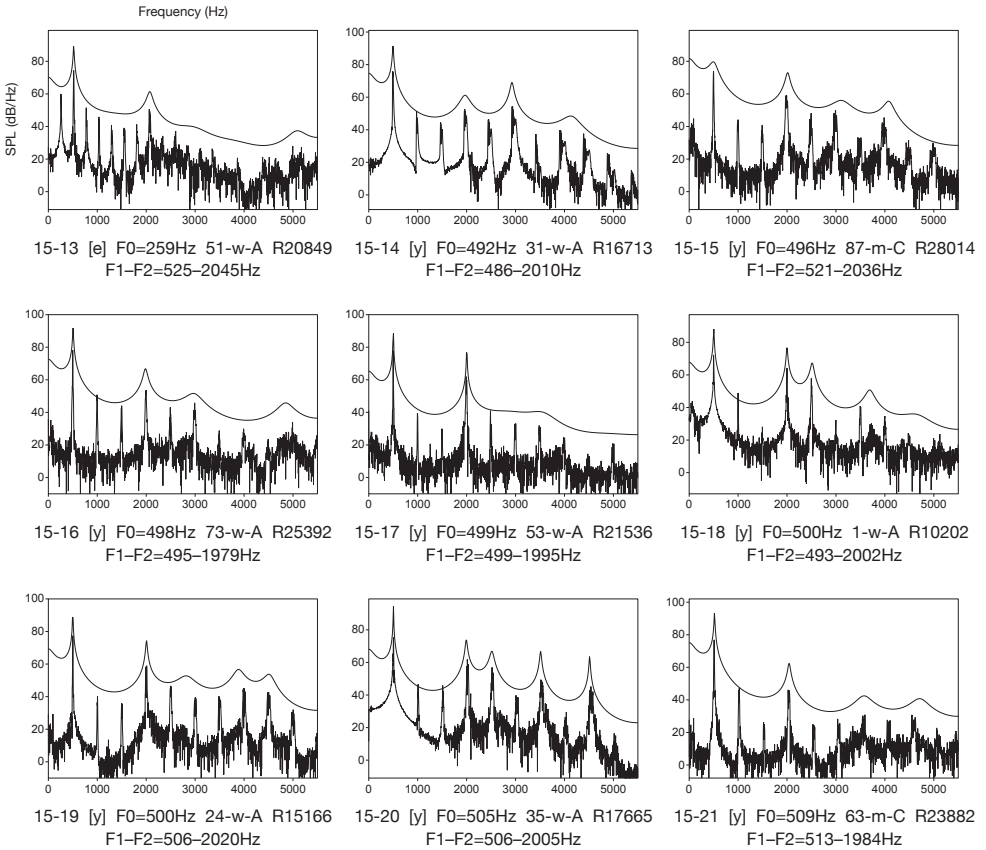 Frequency (Hz)
SPL (dB/Hz)
80
60
40
20
0
0 1000 2000 3000 4000 5000
100
80
60
40
20
0
0 1000 2000 3000 4000 5000
80
60
40
20
0
0 1000 2000 3000 4000 5000
15-13 [e] F0=259Hz 51-w-A R20849
F1–F2=525–2045Hz
15-14 [y] F0=492Hz 31-w-A R16713
F1–F2=486–2010Hz
15-15 [y] F0=496Hz 87-m-C R28014
F1–F2=521–2036Hz
100
80
60
40
20
0
0 1000 2000 3000 4000 5000
100
80
60
40
20
0
0 1000 2000 3000 4000 5000
80
60
40
20
0
0 1000 2000 3000 4000 5000
15-16 [y] F0=498Hz 73-w-A R25392
F1–F2=495–1979Hz
15-17 [y] F0=499Hz 53-w-A R21536
F1–F2=499–1995Hz
15-18 [y] F0=500Hz 1-w-A R10202
F1–F2=493–2002Hz
80
60
40
20
0
0 1000 2000 3000 4000 5000
80
60
40
20
0
0 1000 2000 3000 4000 5000
100
80
60
40
20
0
0 1000 2000 3000 4000 5000
15-19 [y] F0=500Hz 24-w-A R15166
F1–F2=506–2020Hz
15-20 [y] F0=505Hz 35-w-A R17665
F1–F2=506–2005Hz
15-21 [y] F0=509Hz 63-m-C R23882
F1–F2=513–1984Hz